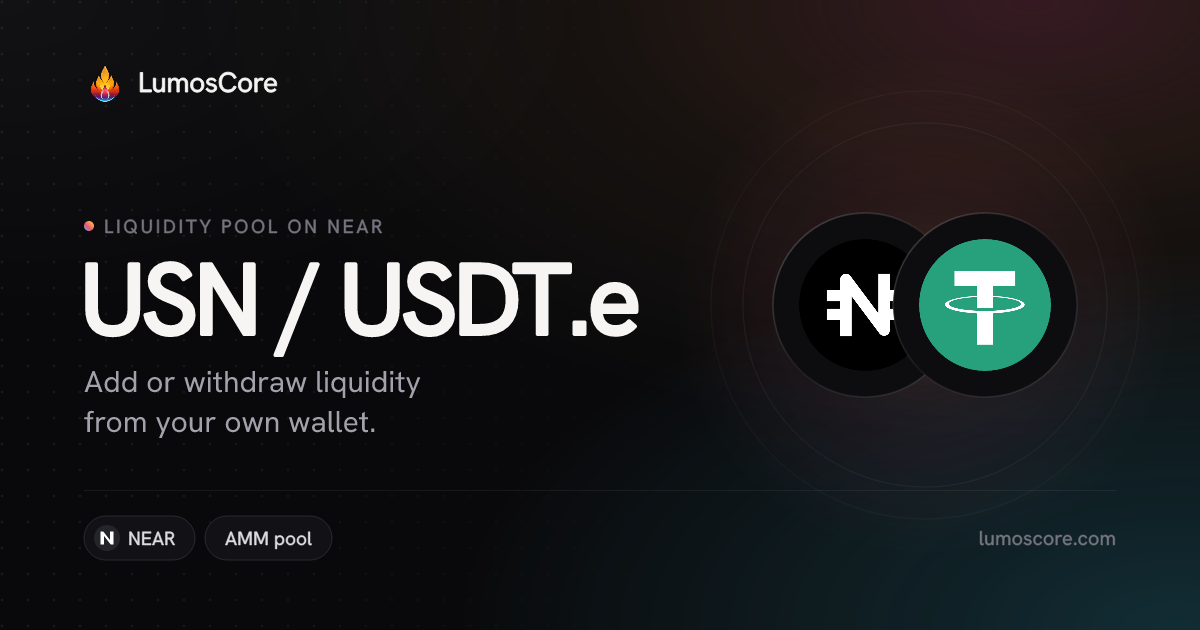 LumosCore
LIQUIDITY POOL ON NEAR
USN / USDT.e
Add or withdraw liquidity
from your own wallet.
NEAR
AMM pool
lumoscore.com